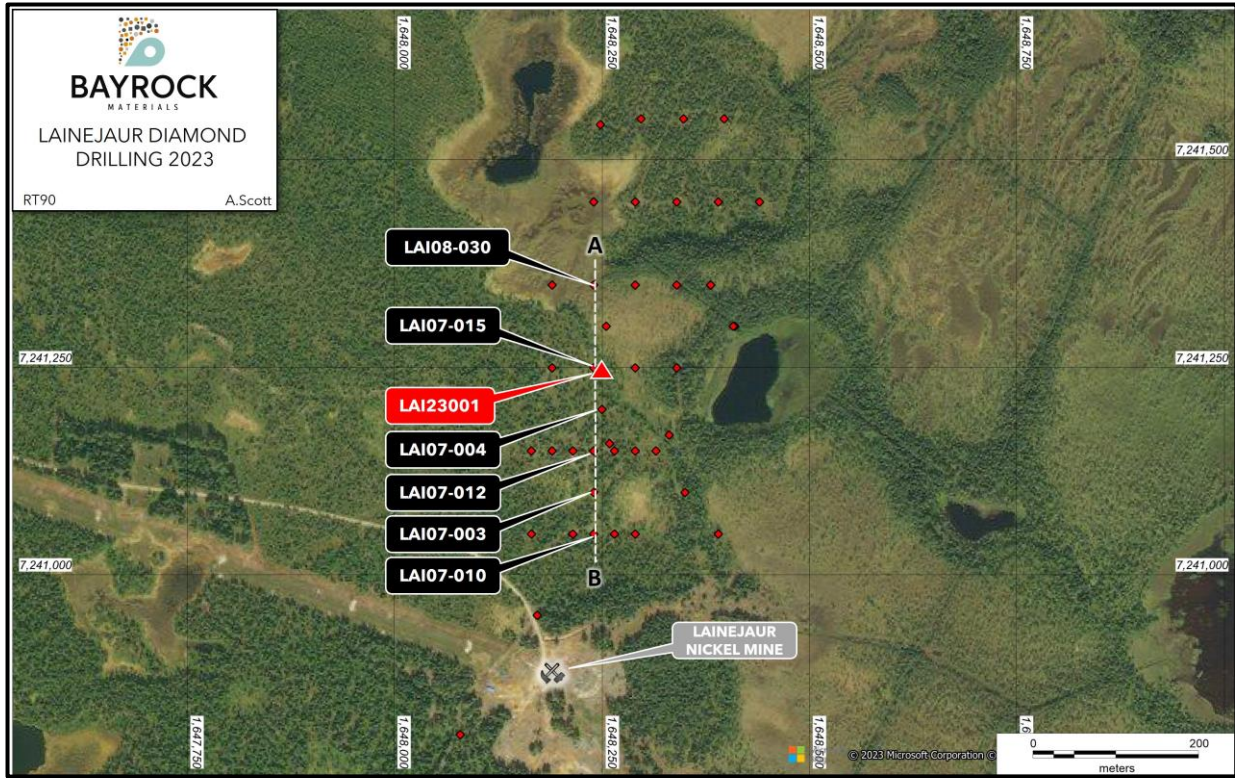 BAYROCK
MATERIALS
LAINEJAUR DIAMOND
DRILLING 2023
RT90 A.Scott
1,648,000
1,648,250
1,648,500
1,648,750
7,241,500
A
LAI08-030
LAI07-015
7,241,250
7,241,250
LAI23001
LAI07-004
LAI07-012
LAI07-003
LAI07-010
7,241,000
7,241,000
B
LAINEJAUR
NICKEL MINE
1,647,750
1,648,000
1,648,250
1,648,500
1,648,750
© 2023 Microsoft Corporation ©
0 200
meters